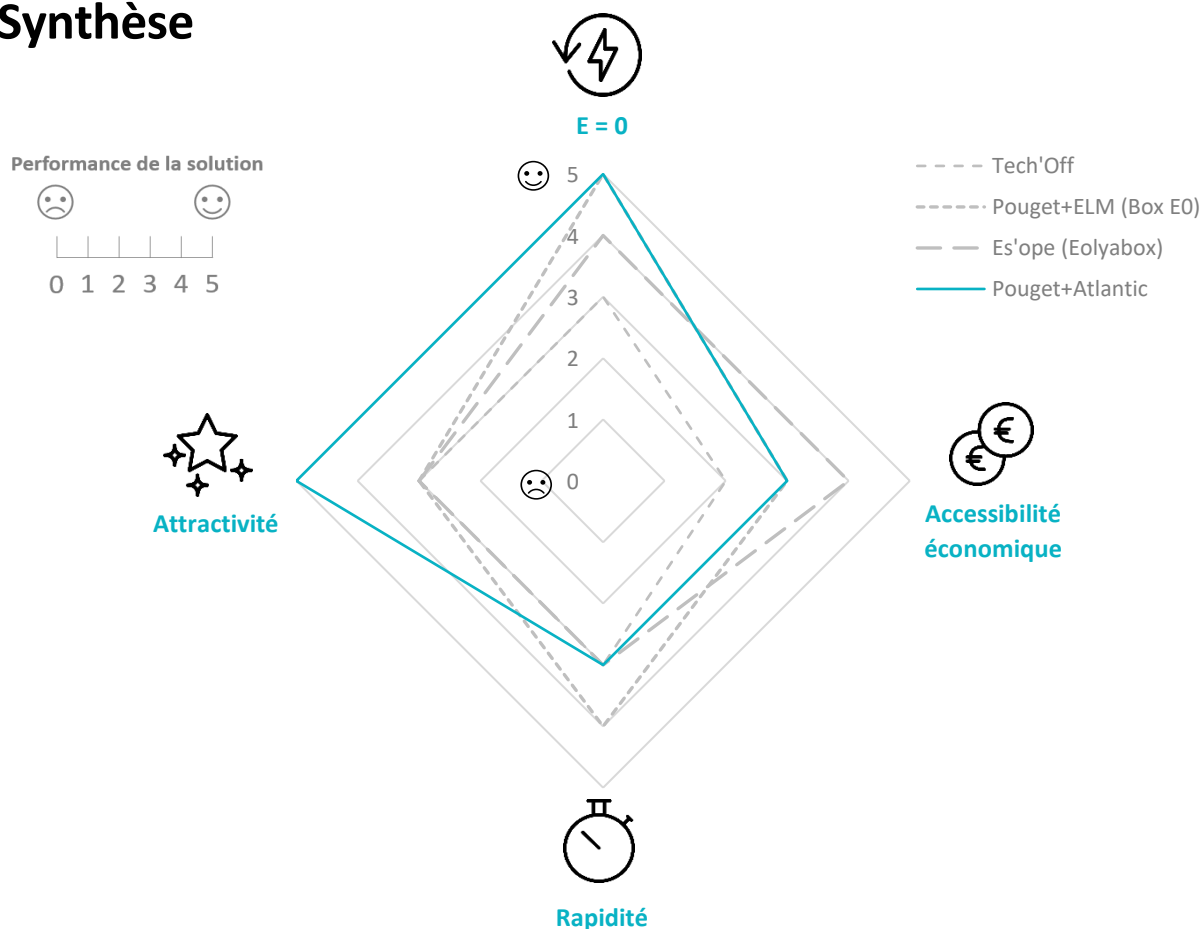 Synthèse
E = 0
Performance de la solution
0 1 2 3 4 5
5
4
3
2
1
0
Tech'Off
Pouget+ELM (Box E0)
Es'ope (Eolyabox)
Pouget+Atlantic
Attractivité
€
€
Accessibilité
économique
Rapidité